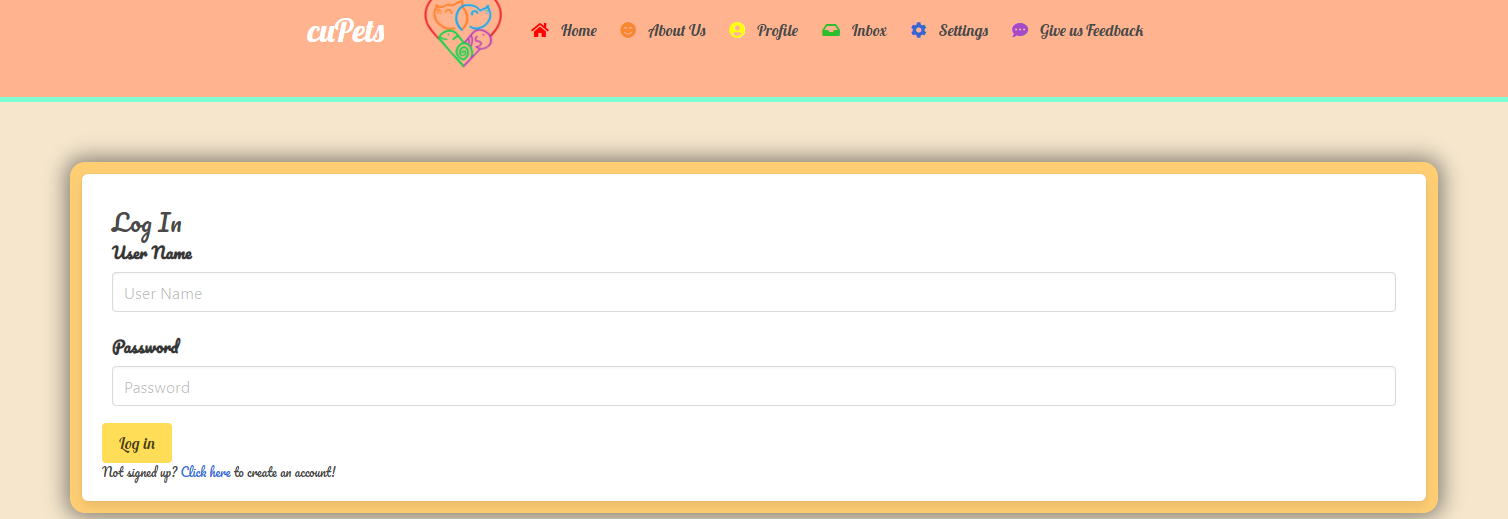 cuPets Home About Us Profile Inbox Settings Give us Feedback
Log In
User Name
User Name
Password
Password
Log in
Not signed up? Click here to create an account!